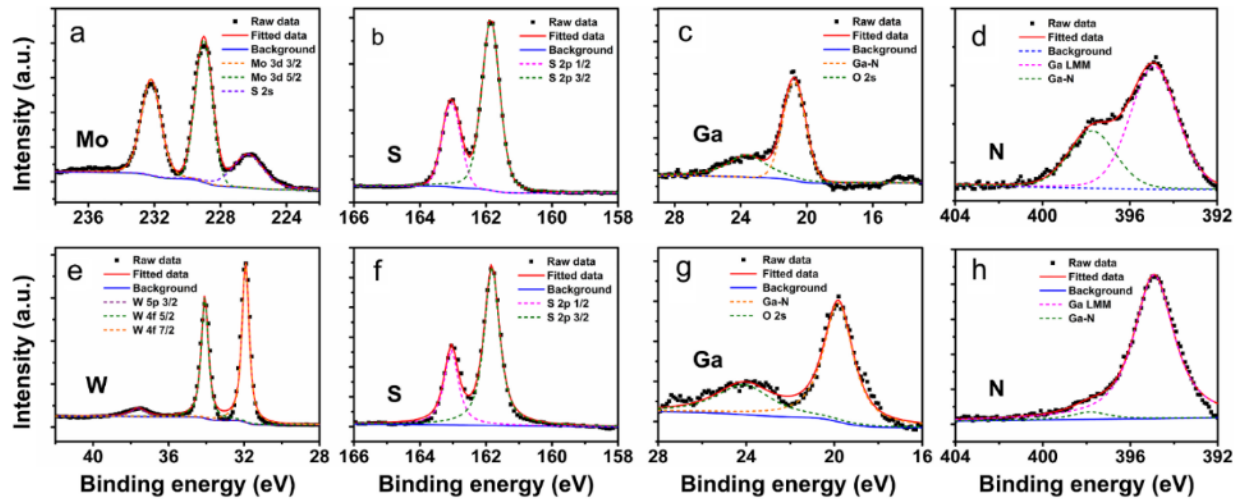 Intensity (a.u.)
a
Raw data
Fitted data
Background
Mo 3d 3/2
Mo 3d 5/2
S 2s
Mo
236 232 228 224
b
Raw data
Fitted data
Background
S 2p 1/2
S 2p 3/2
S
166 164 162 160 158
c
Raw data
Fitted data
Background
Ga-N
O 2s
Ga
28 24 20 16
d
Raw data
Fitted data
Background
Ga LMM
Ga-N
N
404 400 396 392
Intensity (a.u.)
e
Raw data
Fitted data
Background
W 5p 3/2
W 4f 5/2
W 4f 7/2
W
40 36 32 28
Binding energy (eV)
f
Raw data
Fitted data
Background
S 2p 1/2
S 2p 3/2
S
166 164 162 160 158
Binding energy (eV)
g
Raw data
Fitted data
Background
Ga-N
O 2s
Ga
28 24 20 16
Binding energy (eV)
h
Raw data
Fitted data
Background
Ga LMM
Ga-N
N
404 400 396 392
Binding energy (eV)